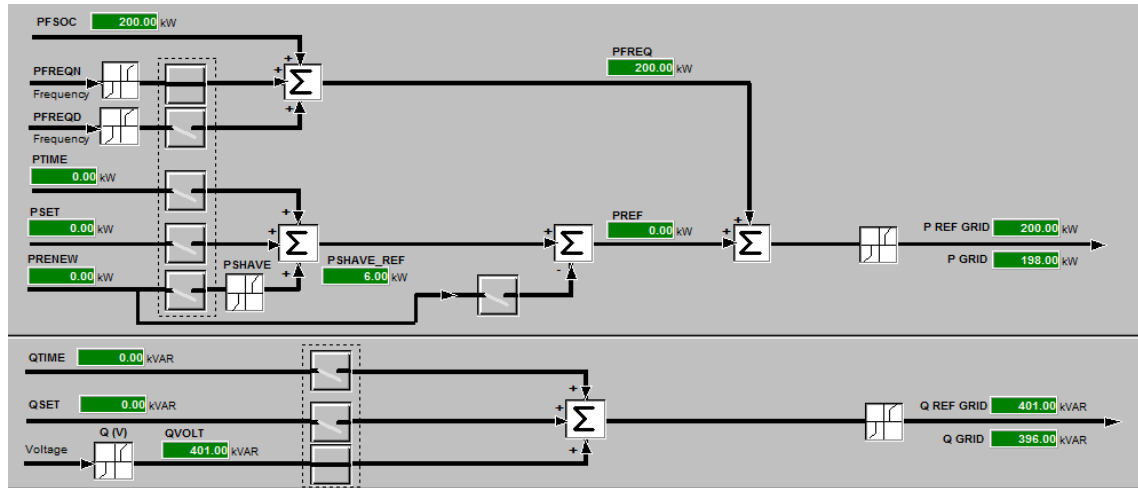 PFSOC 200.00 kW
PFREQ
200.00 kW
PFREQN
Frequency
PFREQD
Frequency
PTIME
0.00 kW
PSET
0.00 kW
PRENEW
0.00 kW
PSHAVE
PSHAVE_REF
6.00 kW
PREF
0.00 kW
P REF GRID 200.00 kW
P GRID 198.00 kW
+
+
Σ
+
+
+
Σ
+
+
Σ
-
+
+
Σ
QTIME 0.00 kVAR
QSET 0.00 kVAR
Q (V)
QVOLT
Voltage
401.00 kVAR
+
+
Σ
+
Q REF GRID 401.00 kVAR
Q GRID 396.00 kVAR